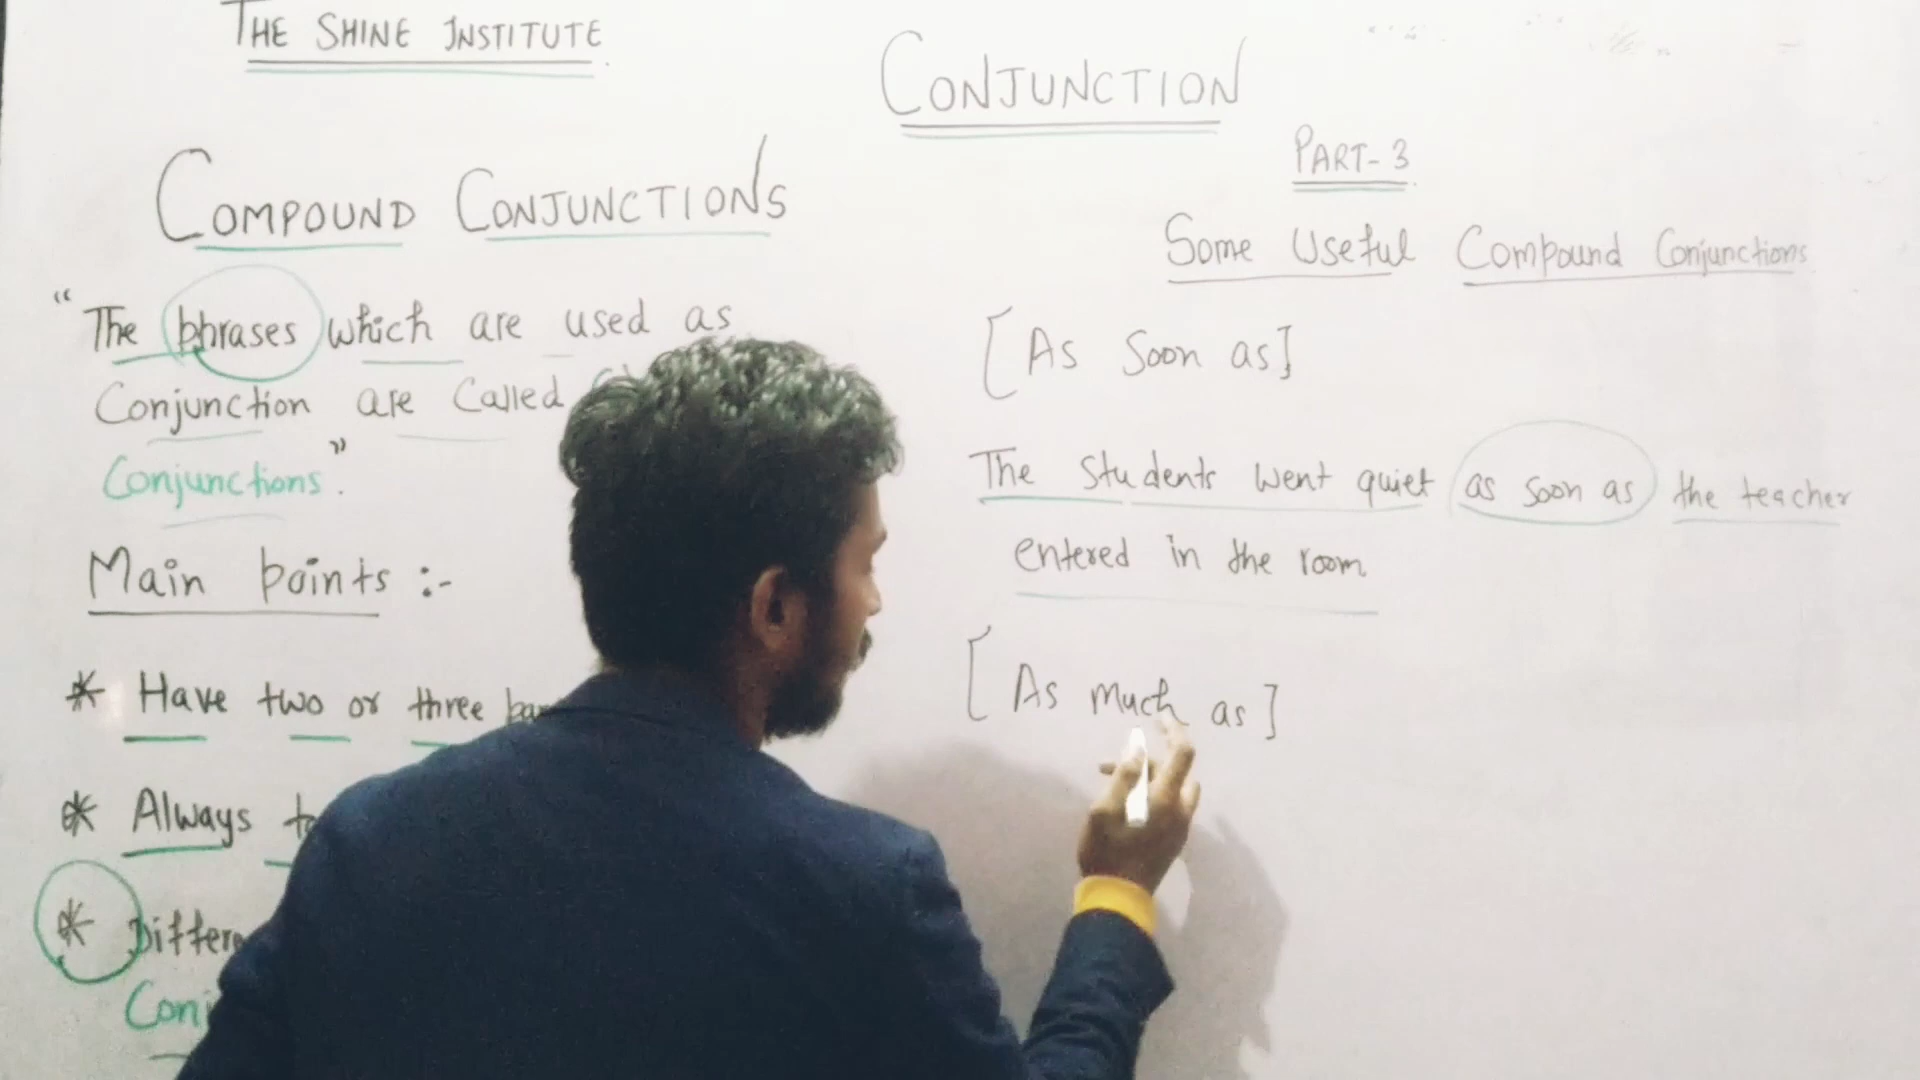 THE SHINE INSTITUTE
CONJUNCTION
PART-3
COMPOUND CONJUNCTIONS
"The phrases which are used as
Conjunction are Called
Conjunctions."
Main points :-
* Have two or three
* Always
*
Some Useful Compound Conjunctions
[As Soon as]
The Students went quiet as soon as the teacher
entered in the room
[As Much as]